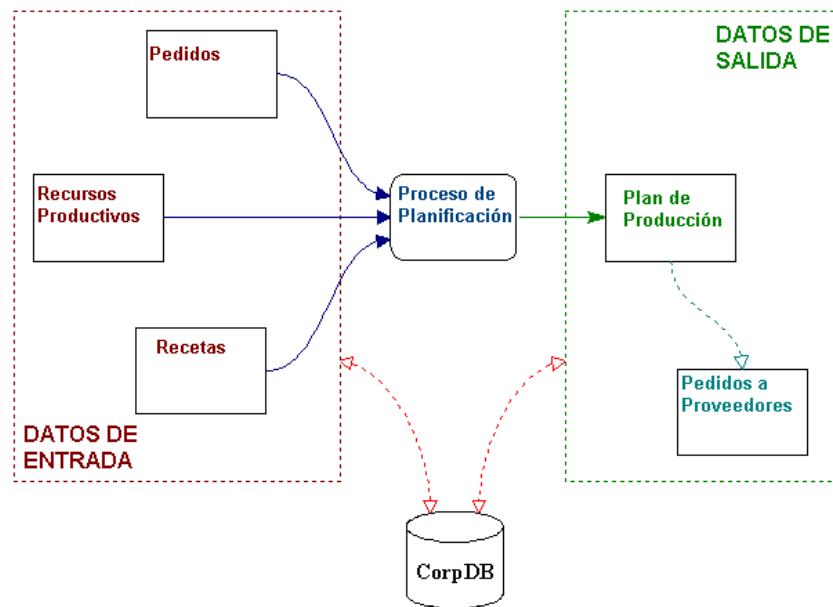 DATOS DE
SALIDA
Pedidos
Recursos
Productivos
Proceso de
Planificación
Plan de
Producción
Recetas
Pedidos a
Proveedores
DATOS DE
ENTRADA
CorpDB